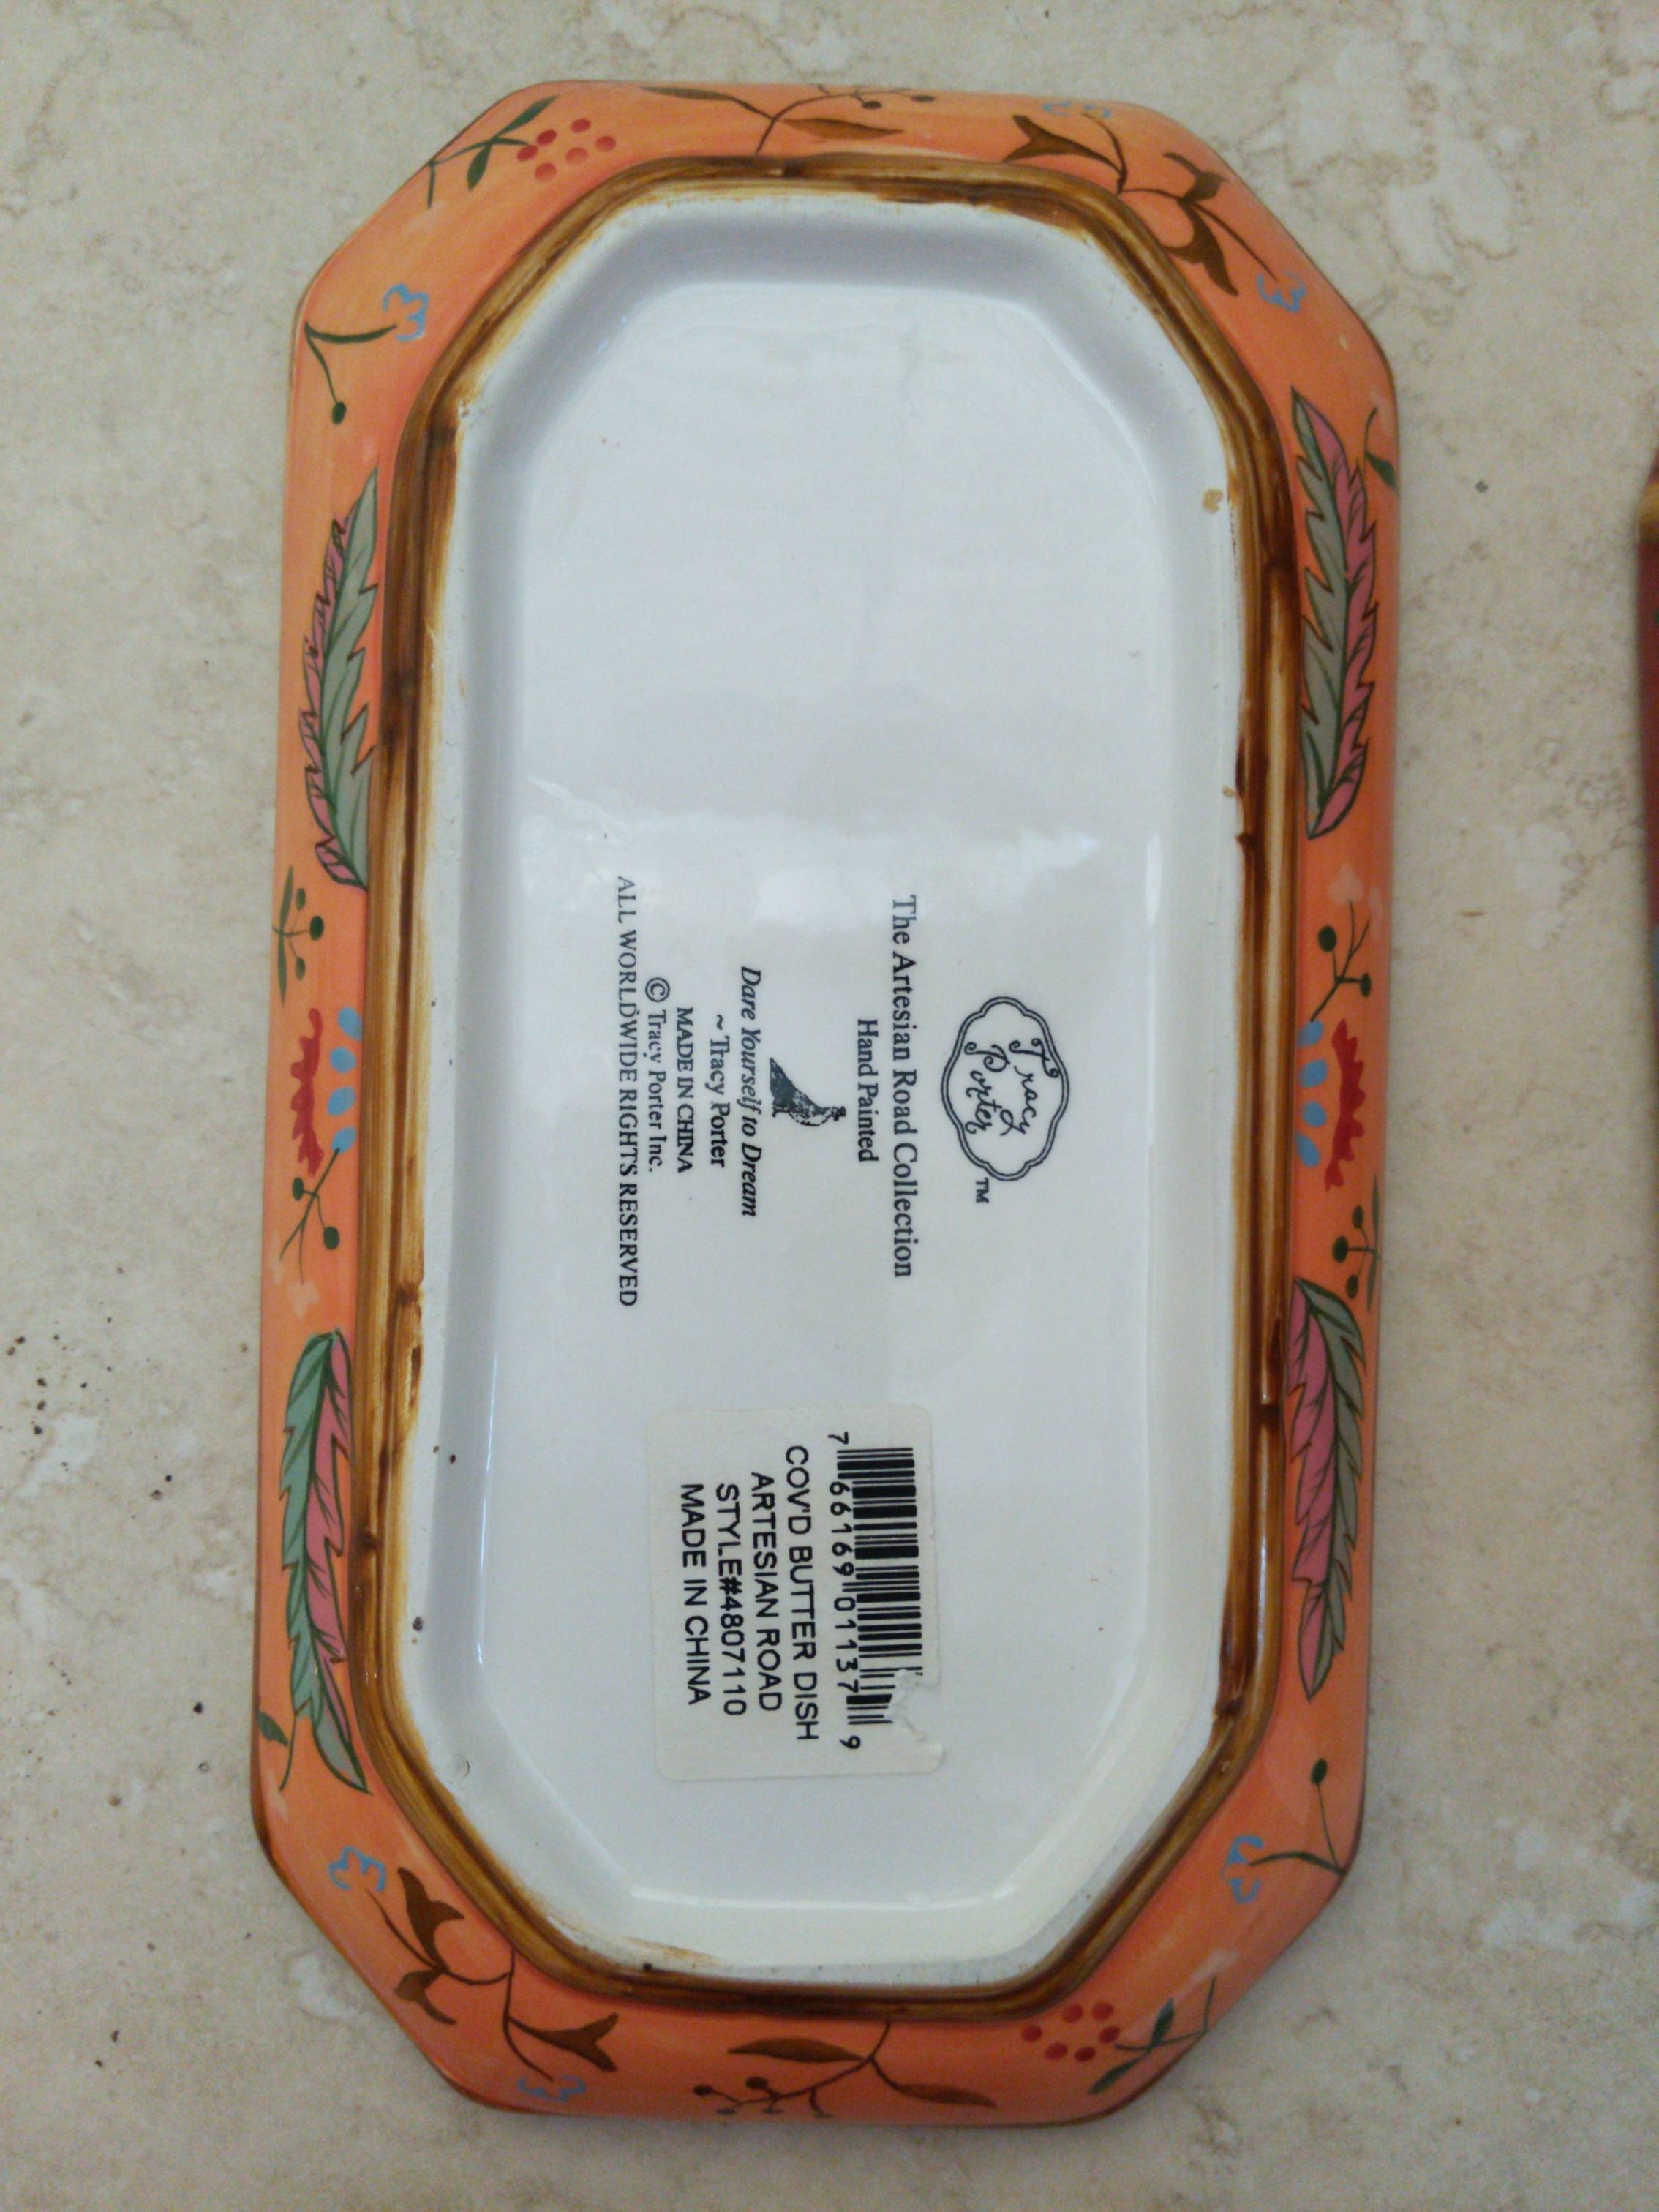 Tracy
Porter
TM
The Artesian Road Collection
Hand Painted
Dare Yourself to Dream
~ Tracy Porter
MADE IN CHINA
© Tracy Porter Inc.
ALL WORLDWIDE RIGHTS RESERVED
7 66169 01137 9
COV'D BUTTER DISH
ARTESIAN ROAD
STYLE#4807110
MADE IN CHINA